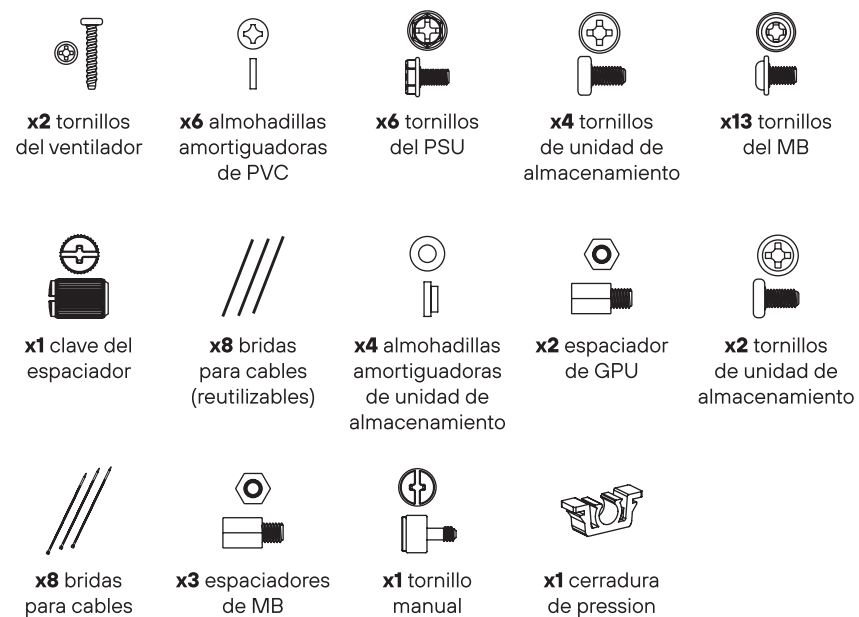 x2 tornillos
del ventilador
x6 almohadillas
amortiguadoras
de PVC
x6 tornillos
del PSU
x4 tornillos
de unidad de
almacenamiento
x13 tornillos
del MB
x1 clave del
espaciador
x8 bridas
para cables
(reutilizables)
x4 almohadillas
amortiguadoras
de unidad de
almacenamiento
x2 espaciador
de GPU
x2 tornillos
de unidad de
almacenamiento
x8 bridas
para cables
x3 espaciadores
de MB
x1 tornillo
manual
x1 cerradura
de pression